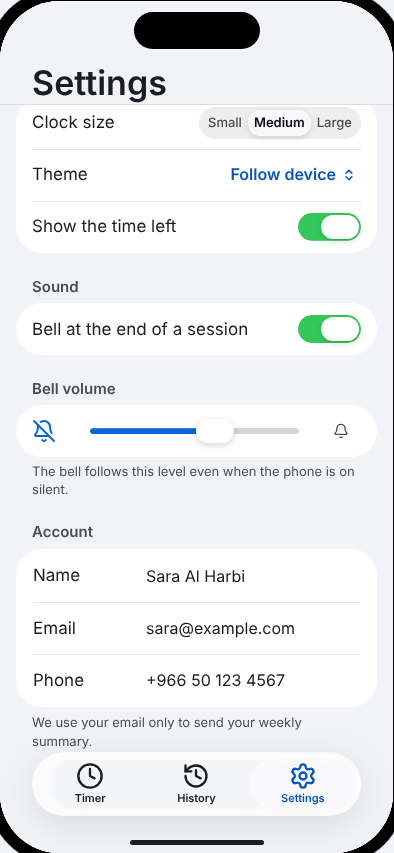 Settings
Clock size Small Medium Large
Theme Follow device
Show the time left
Sound
Bell at the end of a session
Bell volume
The bell follows this level even when the phone is on
silent.
Account
Name Sara Al Harbi
Email sara@example.com
Phone +966 50 123 4567
We use your email only to send your weekly
summary.
Timer History Settings